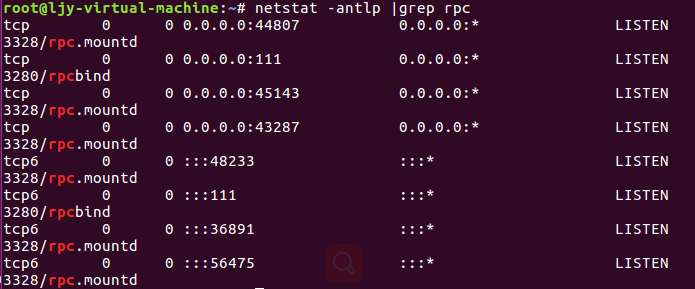 root@ljy-virtual-machine:~# netstat -antlp |grep rpc
tcp        0      0 0.0.0.0:44807           0.0.0.0:*               LISTEN
3328/rpc.mountd
tcp        0      0 0.0.0.0:111             0.0.0.0:*               LISTEN
3280/rpcbind
tcp        0      0 0.0.0.0:45143           0.0.0.0:*               LISTEN
3328/rpc.mountd
tcp        0      0 0.0.0.0:43287           0.0.0.0:*               LISTEN
3328/rpc.mountd
tcp6       0      0 :::48233                :::*                    LISTEN
3328/rpc.mountd
tcp6       0      0 :::111                  :::*                    LISTEN
3280/rpcbind
tcp6       0      0 :::36891                :::*                    LISTEN
3328/rpc.mountd
tcp6       0      0 :::56475                :::*                    LISTEN
3328/rpc.mountd